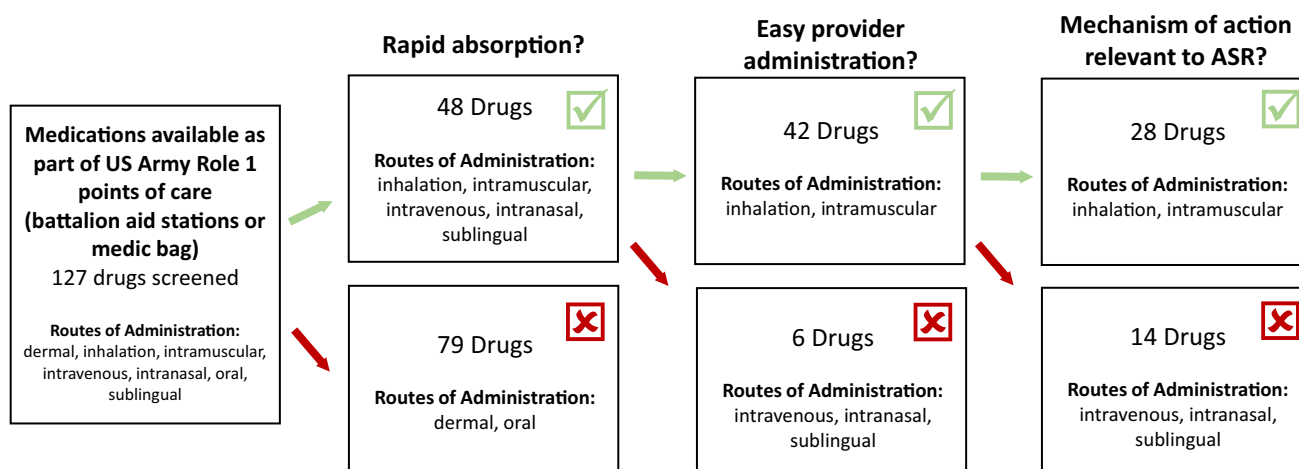 Medications available as
part of US Army Role 1
points of care
(battalion aid stations or
medic bag)
127 drugs screened
Routes of Administration:
dermal, inhalation, intramuscular,
intravenous, intranasal, oral,
sublingual
Rapid absorption?
48 Drugs
Routes of Administration:
inhalation, intramuscular,
intravenous, intranasal,
sublingual
79 Drugs
Routes of Administration:
dermal, oral
Easy provider
administration?
42 Drugs
Routes of Administration:
inhalation, intramuscular
6 Drugs
Routes of Administration:
intravenous, intranasal,
sublingual
Mechanism of action
relevant to ASR?
28 Drugs
Routes of Administration:
inhalation, intramuscular
14 Drugs
Routes of Administration:
intravenous, intranasal,
sublingual